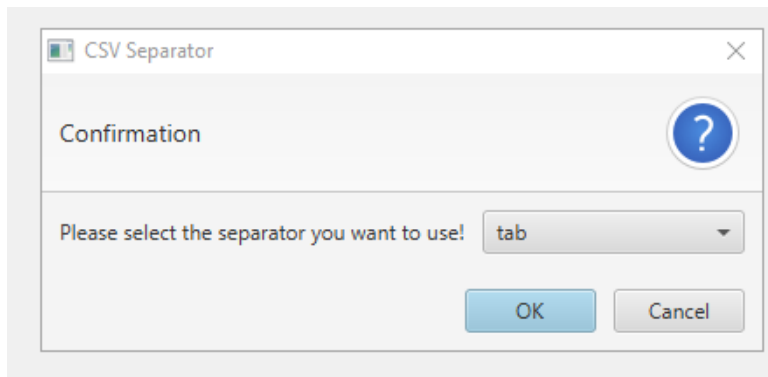 CSV Separator
Confirmation
?
Please select the separator you want to use! tab
OK Cancel